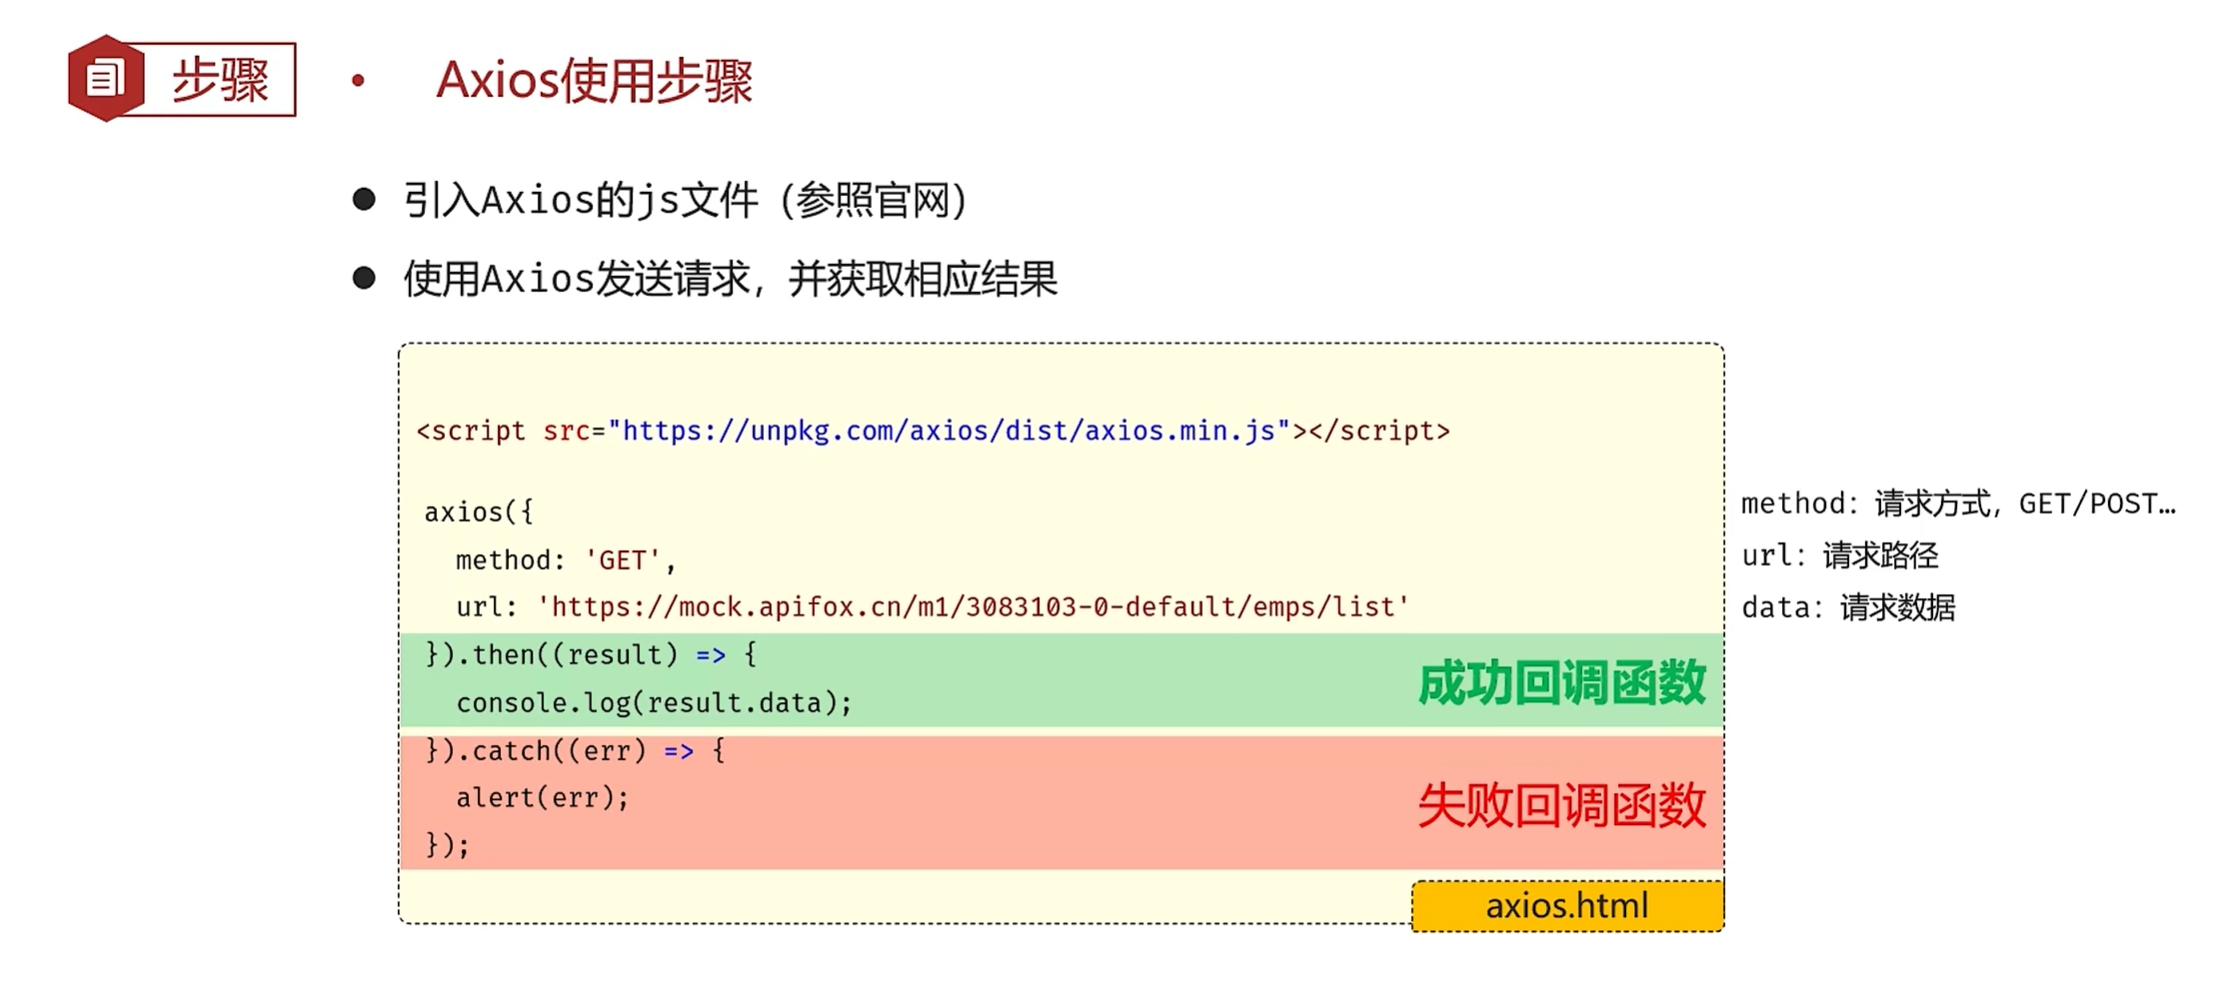 步骤
• Axios使用步骤
● 引入Axios的js文件（参照官网）
● 使用Axios发送请求，并获取相应结果
<script src="https://unpkg.com/axios/dist/axios.min.js"></script>
axios({
method: 'GET',
url: 'https://mock.apifox.cn/m1/3083103-0-default/emps/list'
}).then((result) => {
console.log(result.data);
成功回调函数
}).catch((err) => {
alert(err);
});
失败回调函数
axios.html
method：请求方式，GET/POST…
url：请求路径
data：请求数据